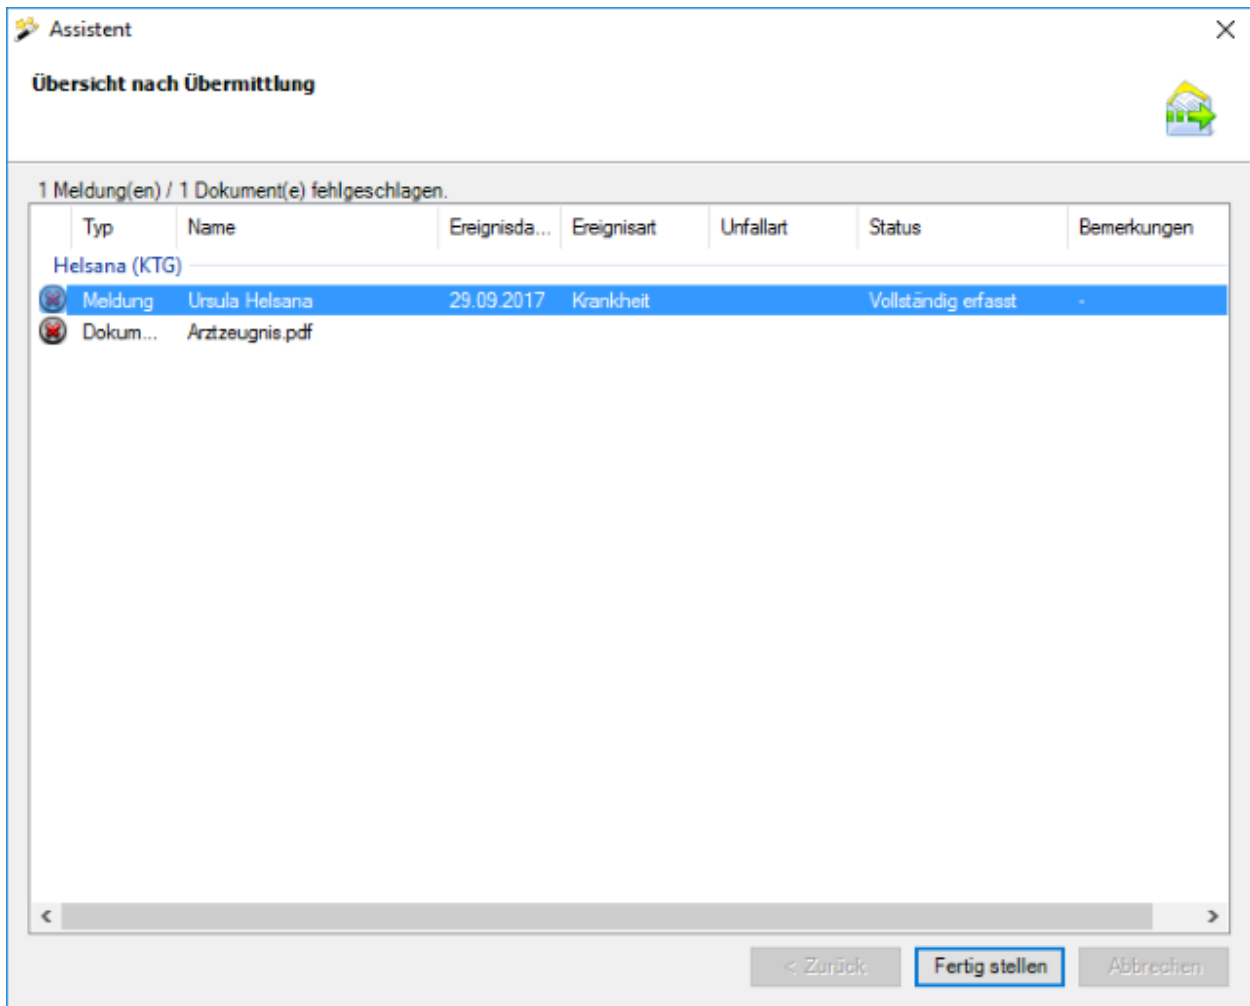 Assistent
Übersicht nach Übermittlung
1 Meldung(en) / 1 Dokument(e) fehlgeschlagen.
Typ Name Ereignisda... Ereignisart Unfallart Status Bemerkungen
Helsana (KTG)
Meldung Ursula Helsana 29.09.2017 Krankheit Vollständig erfasst -
Dokum... Arztzeugnis.pdf
< Zurück Fertig stellen Abbrechen